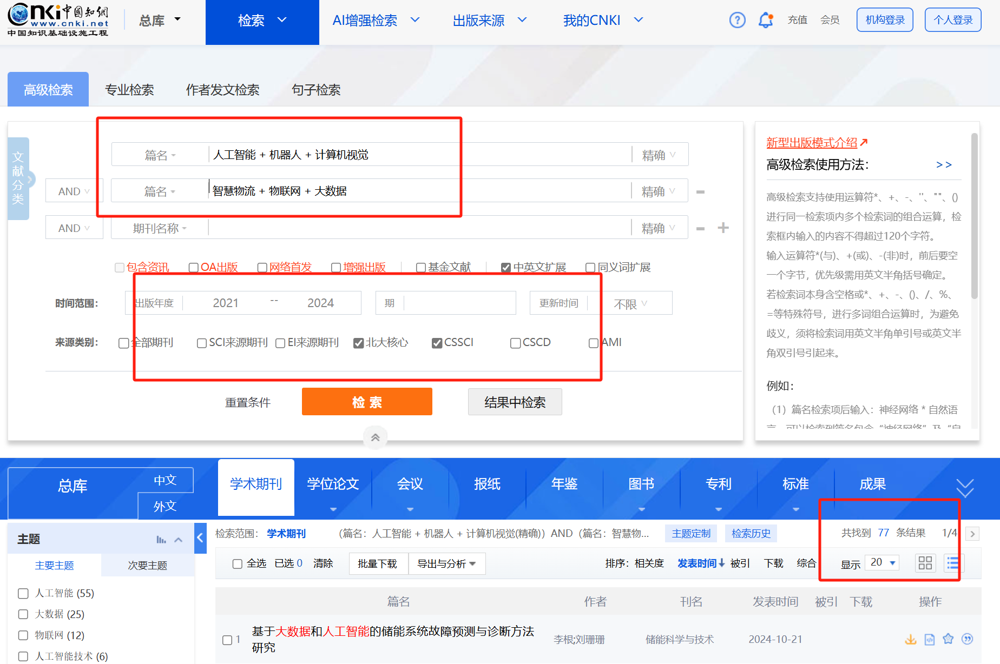 cnki 中国知网
www.cnki.net
中国知识基础设施工程
总库
检索
AI增强检索
出版来源
我的CNKI
?
充值
会员
机构登录
个人登录
高级检索
专业检索
作者发文检索
句子检索
文献分类
篇名
人工智能 + 机器人 + 计算机视觉
精确
AND
篇名
智慧物流 + 物联网 + 大数据
精确
AND
期刊名称
精确
包含资讯
OA出版
网络首发
增强出版
基金文献
中英文扩展
同义词扩展
时间范围:
出版年度
2021
--
2024
期
更新时间
不限
来源类别:
全部期刊
SCI来源期刊
EI来源期刊
北大核心
CSSCI
CSCD
AMI
重置条件
检 索
结果中检索
新型出版模式介绍
高级检索使用方法:
>>
高级检索支持使用运算符*、+、-、''、""、()
进行同一检索项内多个检索词的组合运算，检
索框内输入的内容不得超过120个字符。
输入运算符*(与)、+(或)、-(非)时，前后要空
一个字节，优先级需用英文半角括号确定。
若检索词本身含空格或*、+、-、()、/、%、
=等特殊符号，进行多词组合运算时，为避免
歧义，须将检索词用英文半角单引号或英文半
角双引号引起来。
例如：
（1）篇名检索项后输入：神经网络 * 自然语
言，可以检索到篇名包含“神经网络”及“自
总库
中文
外文
学术期刊
学位论文
会议
报纸
年鉴
图书
专利
标准
成果
主题
主要主题
次要主题
人工智能 (55)
大数据 (25)
物联网 (12)
人工智能技术 (6)
检索范围：
学术期刊
（篇名：人工智能 + 机器人 + 计算机视觉(精确)）AND（篇名：智慧物...
主题定制
检索历史
共找到 77 条结果
1/4
全选
已选 0
清除
批量下载
导出与分析
排序：
相关度
发表时间↓
被引
下载
综合
显示
20
篇名
作者
刊名
发表时间
被引
下载
操作
1
基于大数据和人工智能的储能系统故障预测与诊断方法
研究
李根;刘珊珊
储能科学与技术
2024-10-21